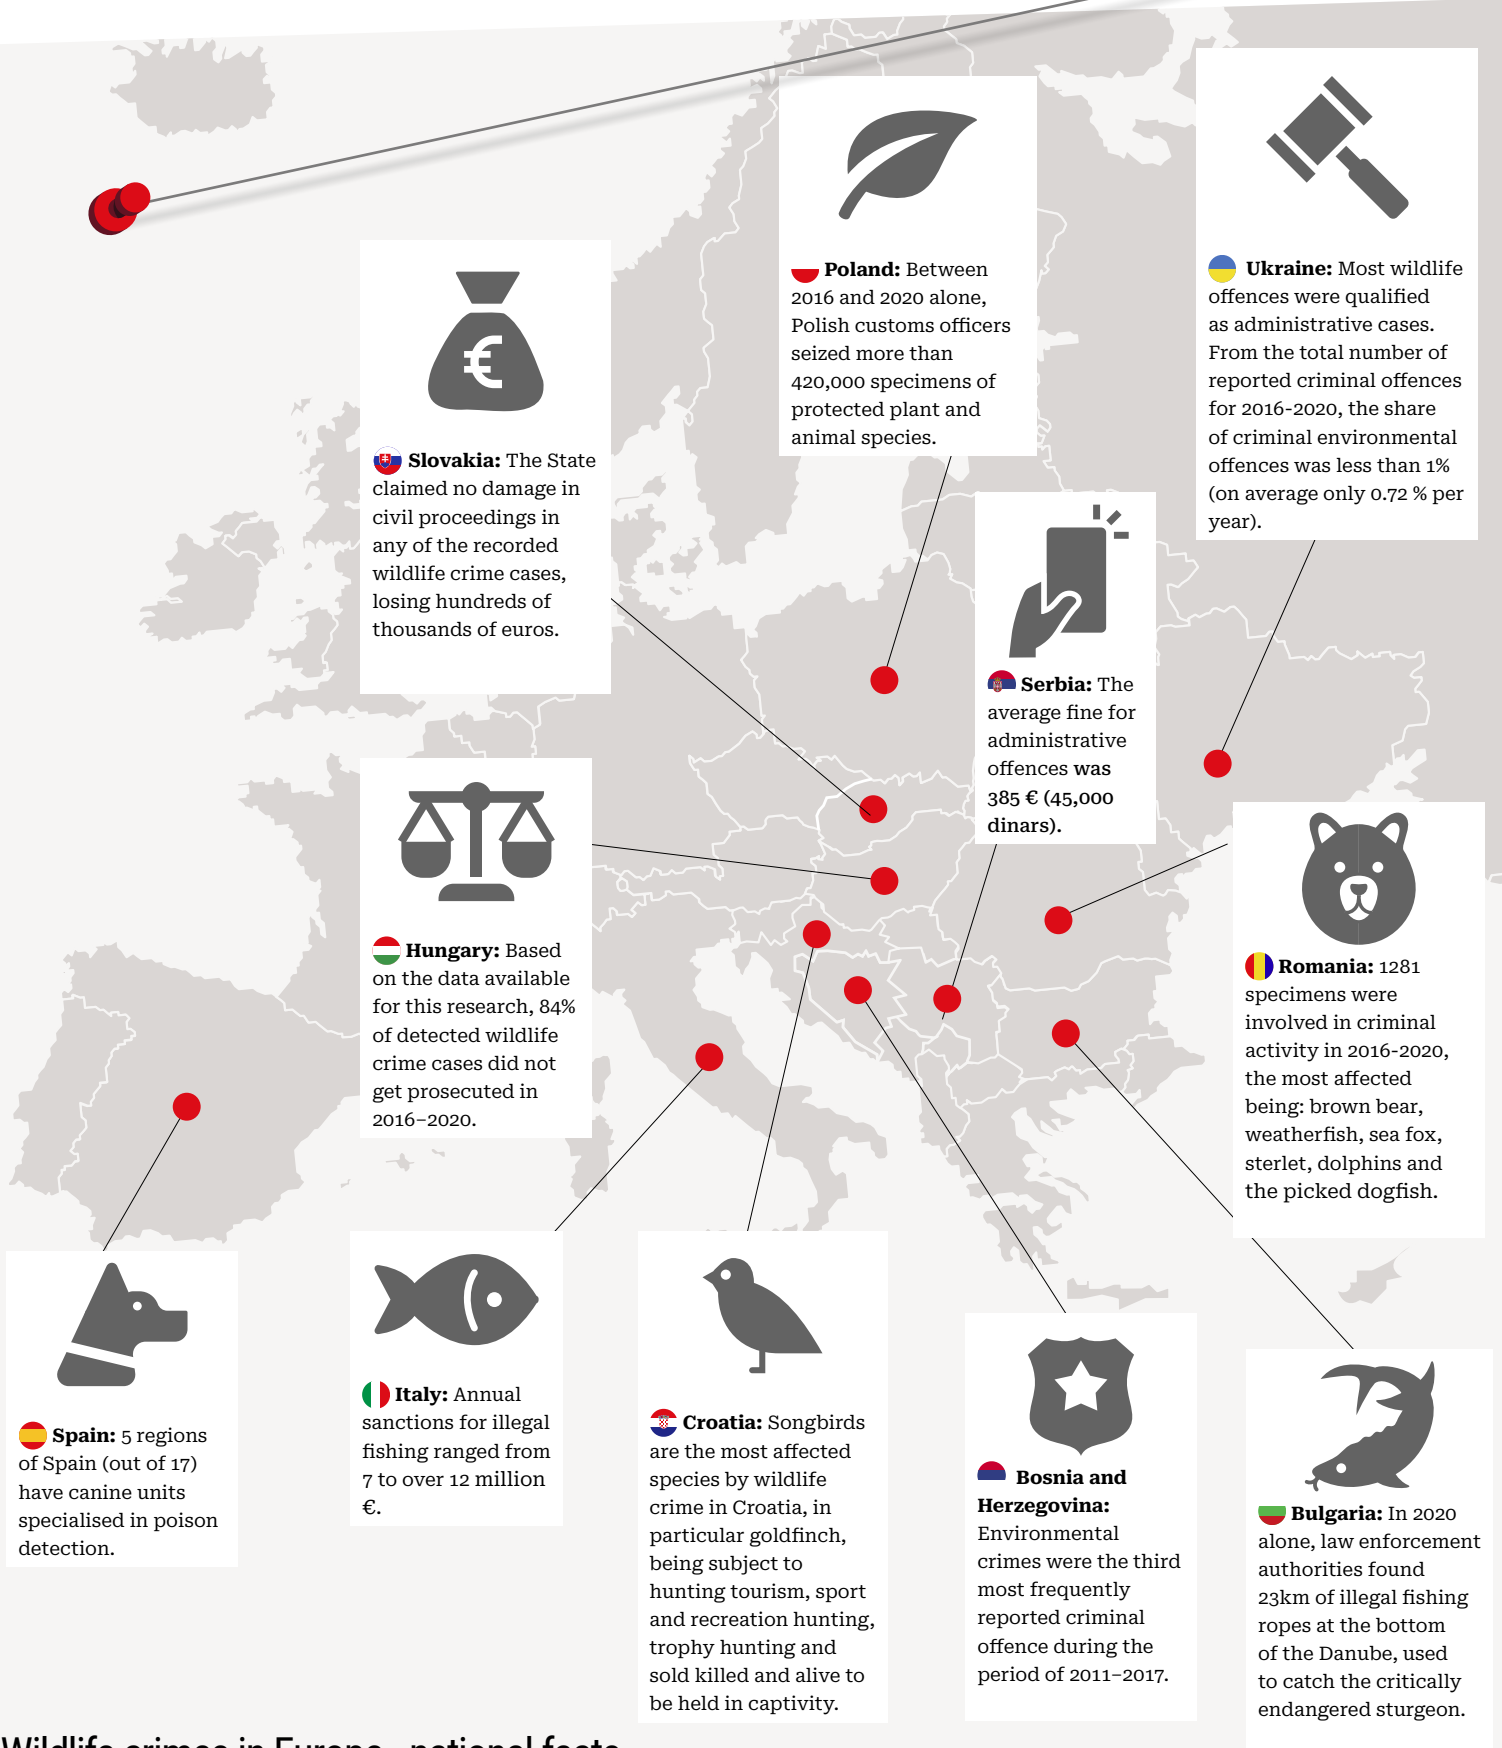 Poland: Between
2016 and 2020 alone,
Polish customs officers
seized more than
420,000 specimens of
protected plant and
animal species.
Ukraine: Most wildlife
offences were qualified
as administrative cases.
From the total number of
reported criminal offences
for 2016-2020, the share
of criminal environmental
offences was less than 1%
(on average only 0.72 % per
year).
€
Slovakia: The State
claimed no damage in
civil proceedings in
any of the recorded
wildlife crime cases,
losing hundreds of
thousands of euros.
Serbia: The
average fine for
administrative
offences was
385 € (45,000
dinars).
Hungary: Based
on the data available
for this research, 84%
of detected wildlife
crime cases did not
get prosecuted in
2016–2020.
Romania: 1281
specimens were
involved in criminal
activity in 2016-2020,
the most affected
being: brown bear,
weatherfish, sea fox,
sterlet, dolphins and
the picked dogfish.
Spain: 5 regions
of Spain (out of 17)
have canine units
specialised in poison
detection.
Italy: Annual
sanctions for illegal
fishing ranged from
7 to over 12 million
€.
Croatia: Songbirds
are the most affected
species by wildlife
crime in Croatia, in
particular goldfinch,
being subject to
hunting tourism, sport
and recreation hunting,
trophy hunting and
sold killed and alive to
be held in captivity.
Bosnia and
Herzegovina:
Environmental
crimes were the third
most frequently
reported criminal
offence during the
period of 2011–2017.
Bulgaria: In 2020
alone, law enforcement
authorities found
23km of illegal fishing
ropes at the bottom
of the Danube, used
to catch the critically
endangered sturgeon.
Wildlife crimes in Europe - national facts